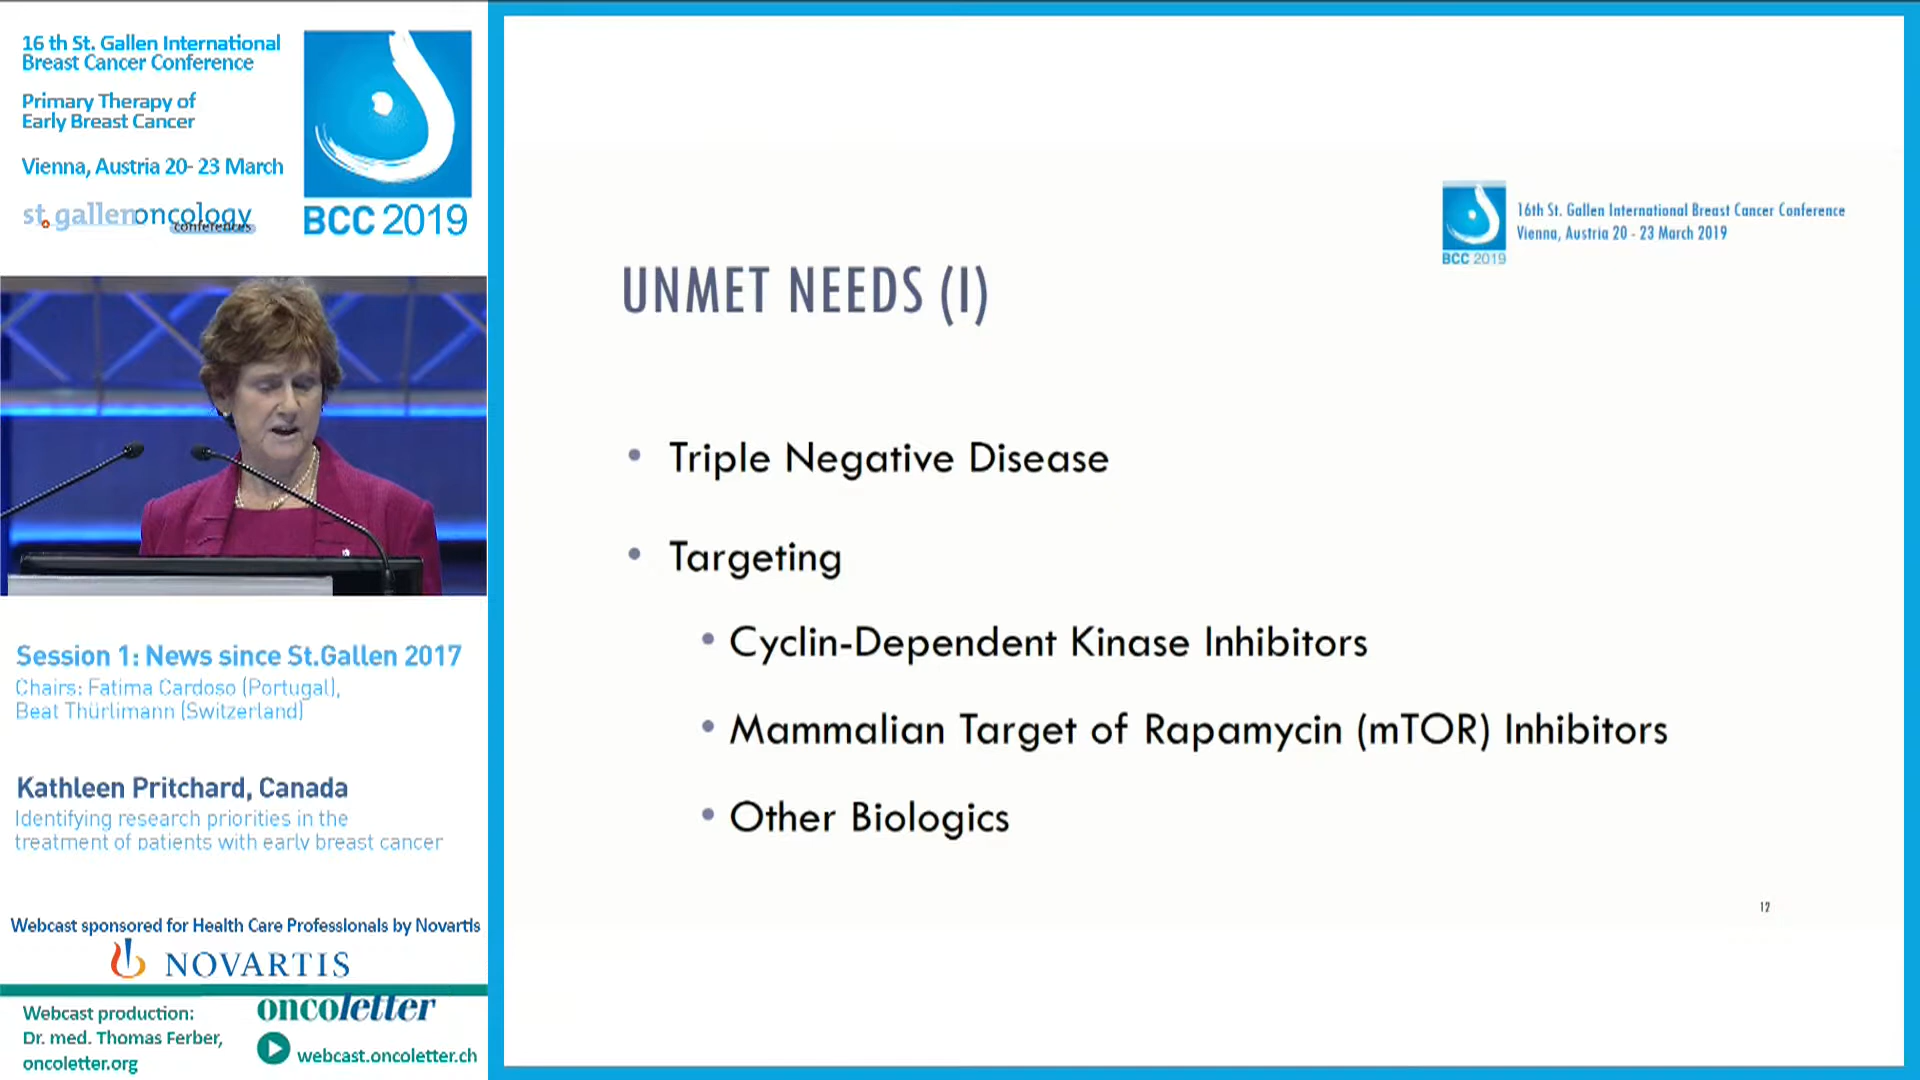 16 th St. Gallen International
Breast Cancer Conference
Primary Therapy of
Early Breast Cancer
Vienna, Austria 20- 23 March
st.gallenoncology
conferences
BCC 2019
Session 1: News since St.Gallen 2017
Chairs: Fatima Cardoso (Portugal),
Beat Thürlimann (Switzerland)
Kathleen Pritchard, Canada
Identifying research priorities in the
treatment of patients with early breast cancer
Webcast sponsored for Health Care Professionals by Novartis
NOVARTIS
Webcast production:
Dr. med. Thomas Ferber,
oncoletter.org
oncoletter
webcast.oncoletter.ch
BCC 2019
16th St. Gallen International Breast Cancer Conference
Vienna, Austria 20 - 23 March 2019
UNMET NEEDS (I)
• Triple Negative Disease
• Targeting
• Cyclin-Dependent Kinase Inhibitors
• Mammalian Target of Rapamycin (mTOR) Inhibitors
• Other Biologics
12